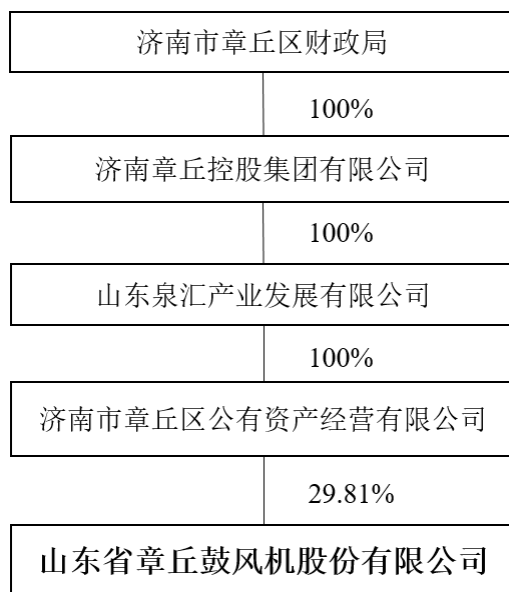 济南市章丘区财政局
100%
济南章丘控股集团有限公司
100%
山东泉汇产业发展有限公司
100%
济南市章丘区公有资产经营有限公司
29.81%
山东省章丘鼓风机股份有限公司